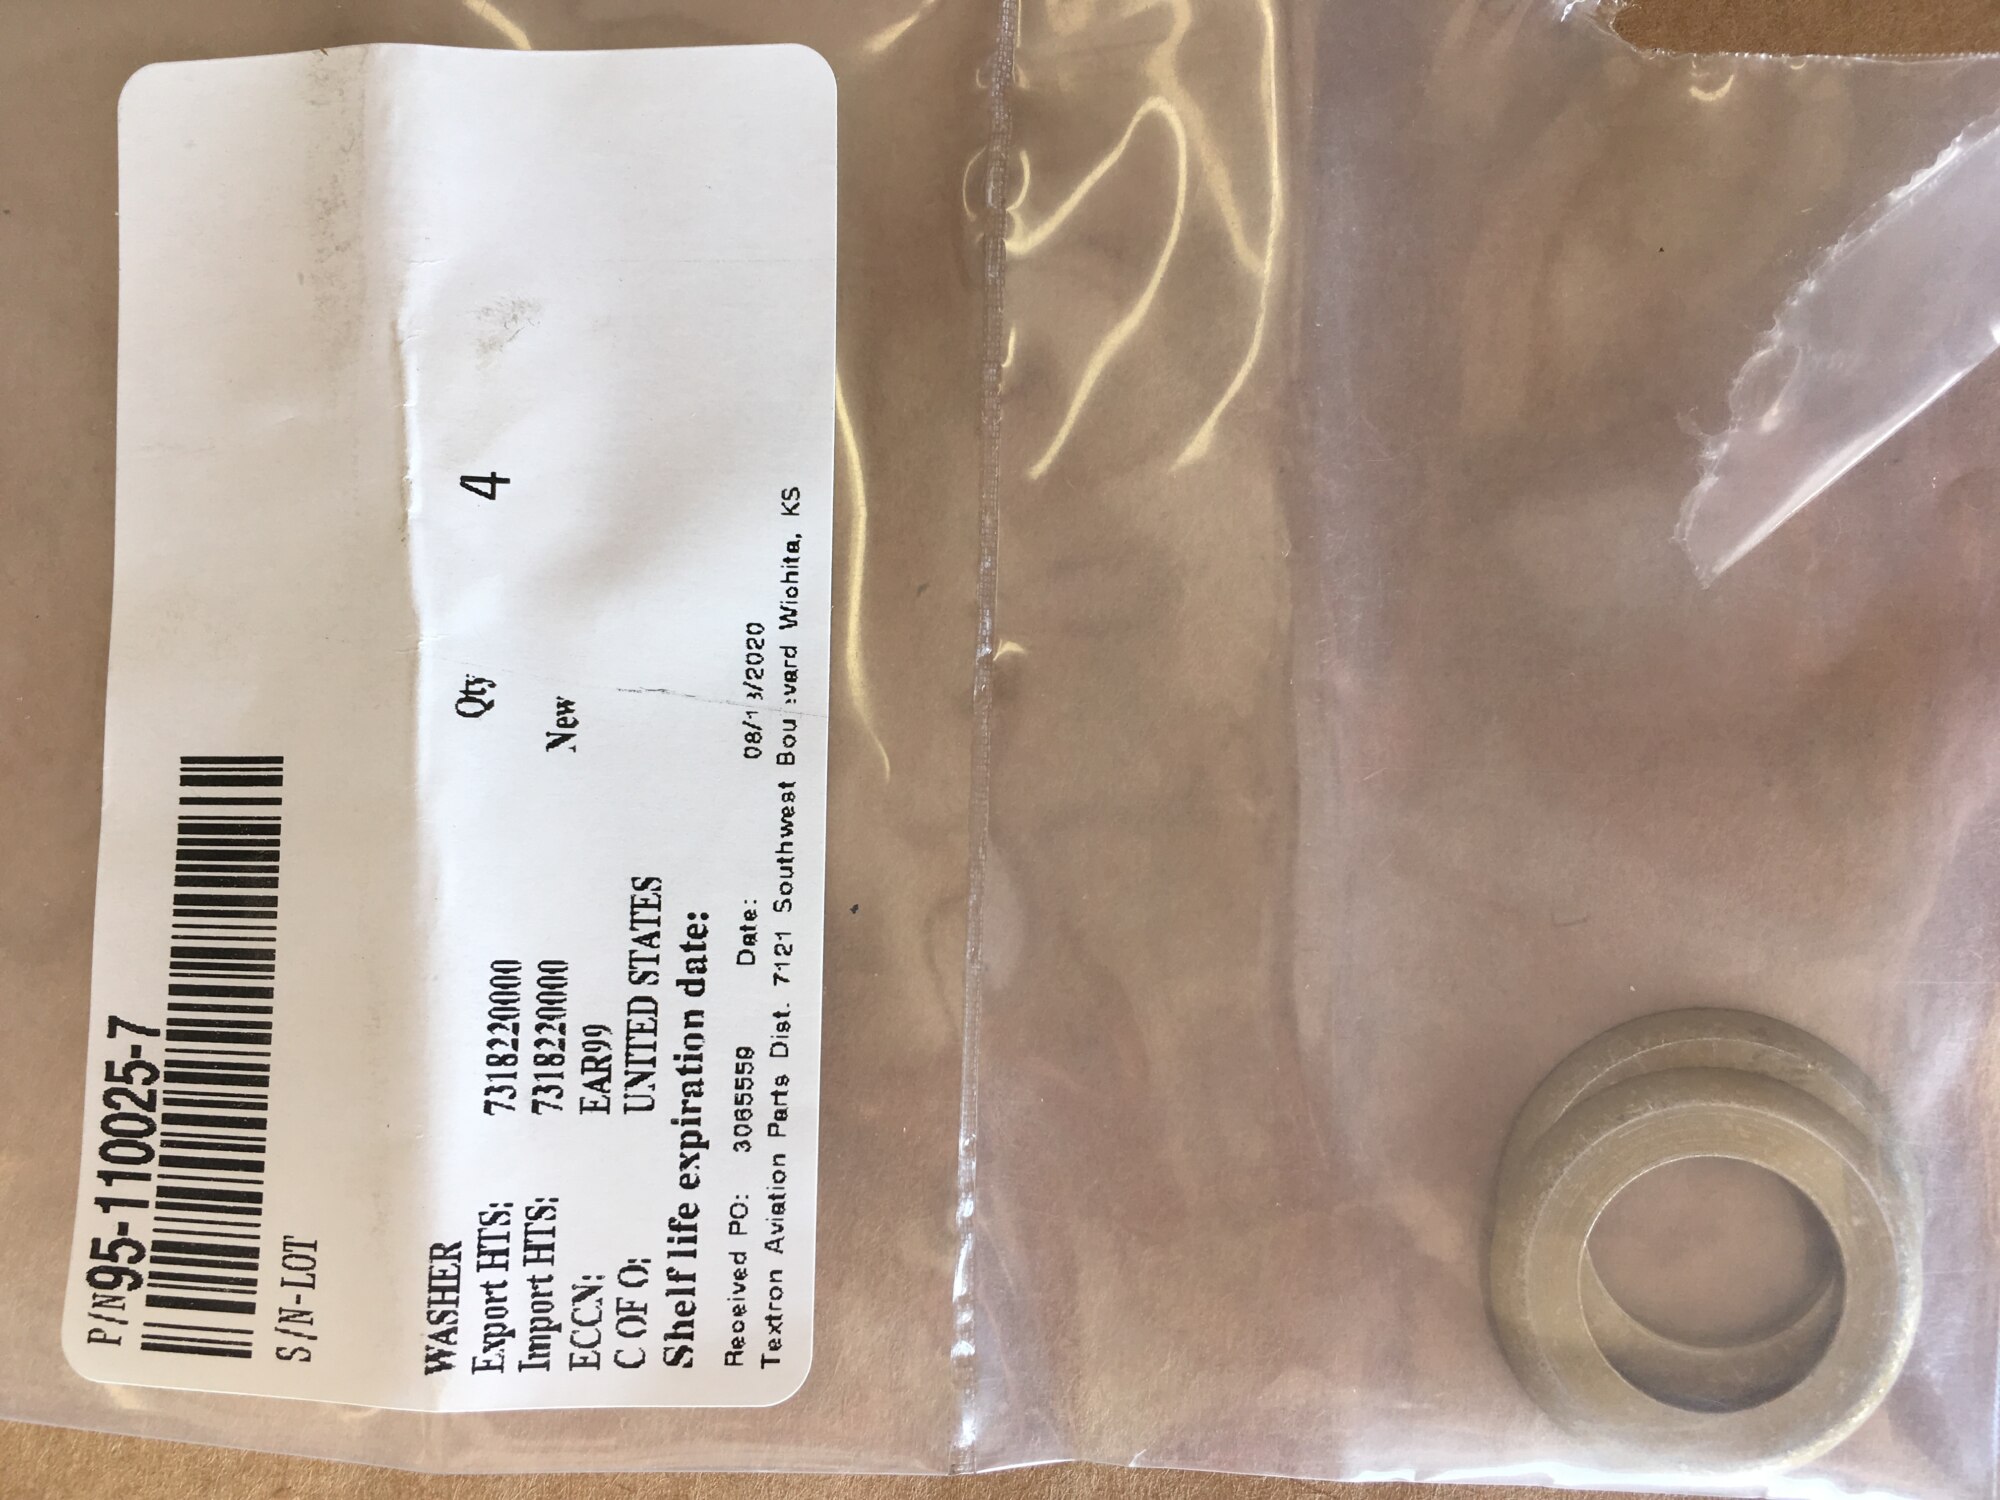 P/N 95-110025-7
S/N-LOT
WASHER Qty 4
Export HTS: 7318220000
Import HTS: 7318220000 New
ECCN: EAR99
C OF O: UNITED STATES
Shelf life expiration date:
Received PO: 3065559 Date: 08/13/2020
Textron Aviation Parts Dist. 7121 Southwest Boulevard Wichita, KS